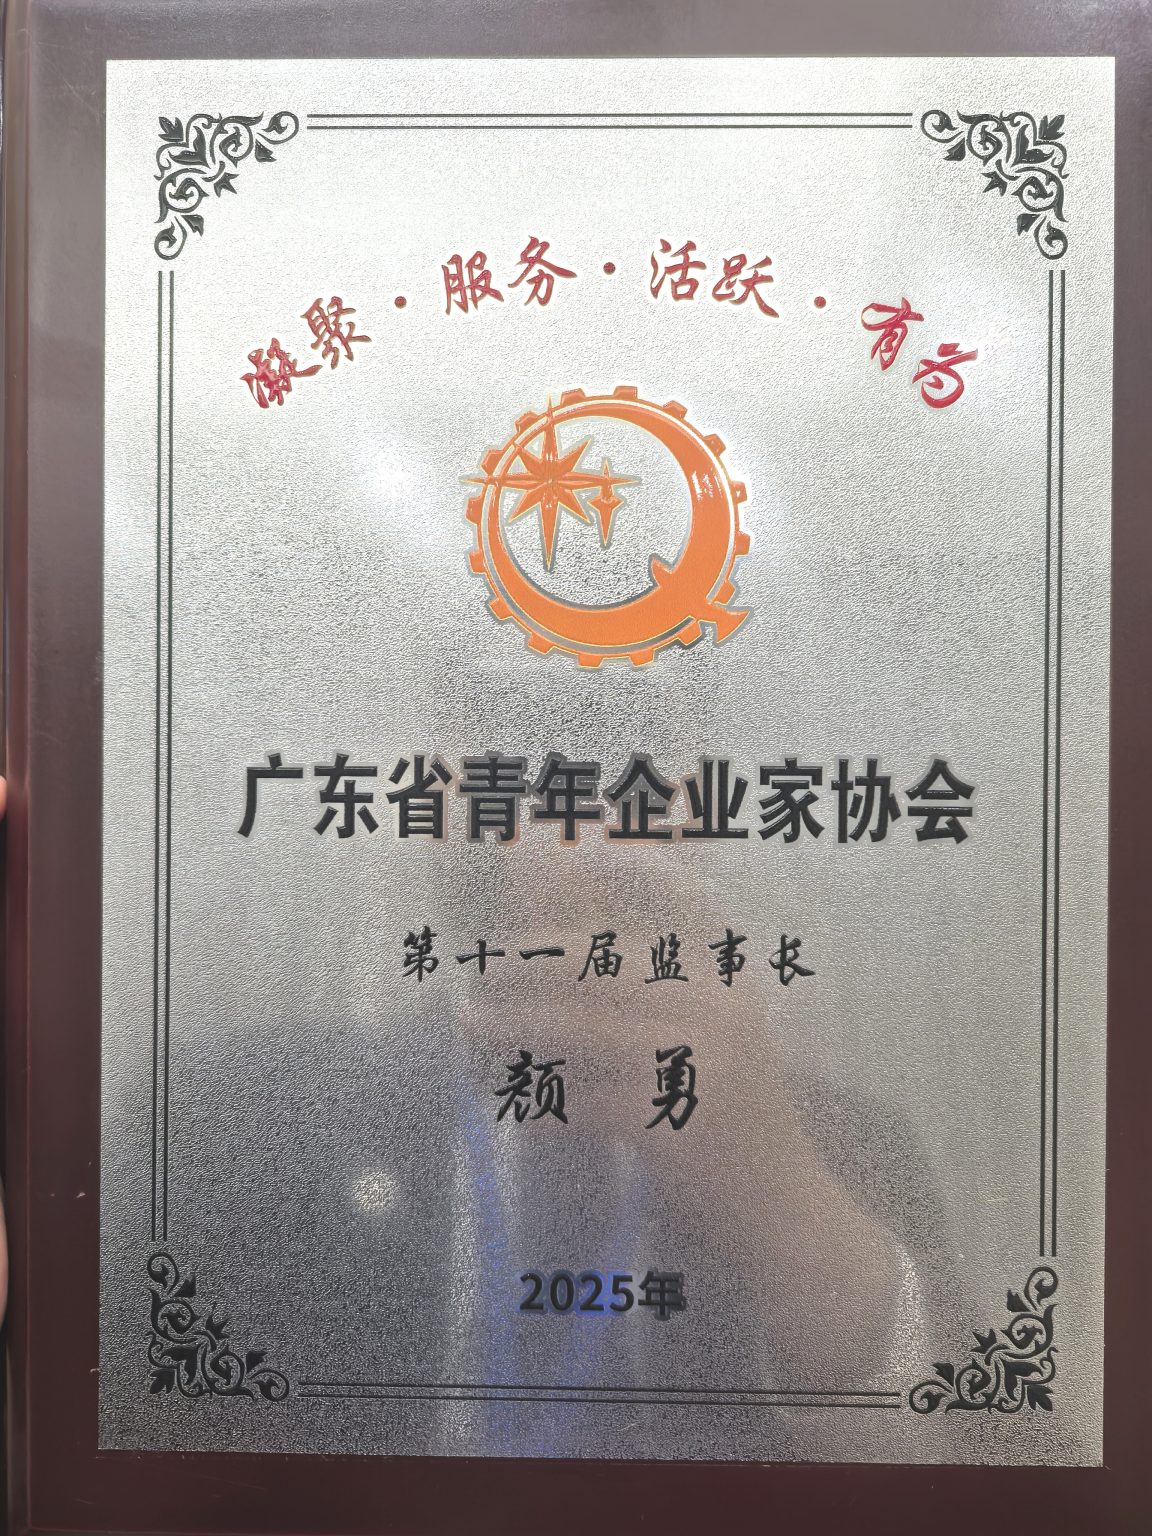 凝聚·服务·活跃·有为
广东省青年企业家协会
第十一届监事长
颜 勇
2025年